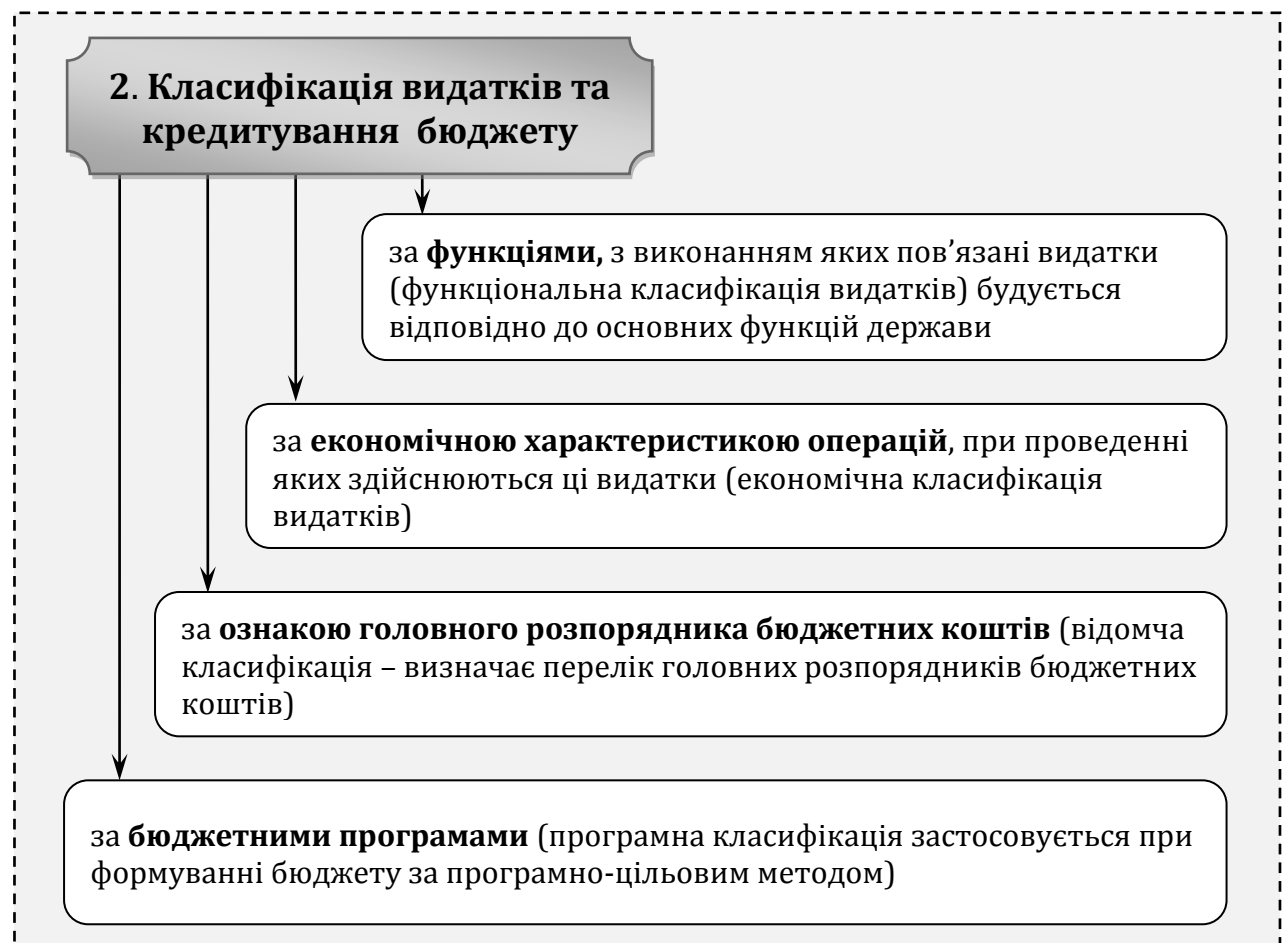 2. Класифікація видатків та
кредитування бюджету
за функціями, з виконанням яких пов’язані видатки
(функціональна класифікація видатків) будується
відповідно до основних функцій держави
за економічною характеристикою операцій, при проведенні
яких здійснюються ці видатки (економічна класифікація
видатків)
за ознакою головного розпорядника бюджетних коштів (відомча
класифікація – визначає перелік головних розпорядників бюджетних
коштів)
за бюджетними програмами (програмна класифікація застосовується при
формуванні бюджету за програмно-цільовим методом)